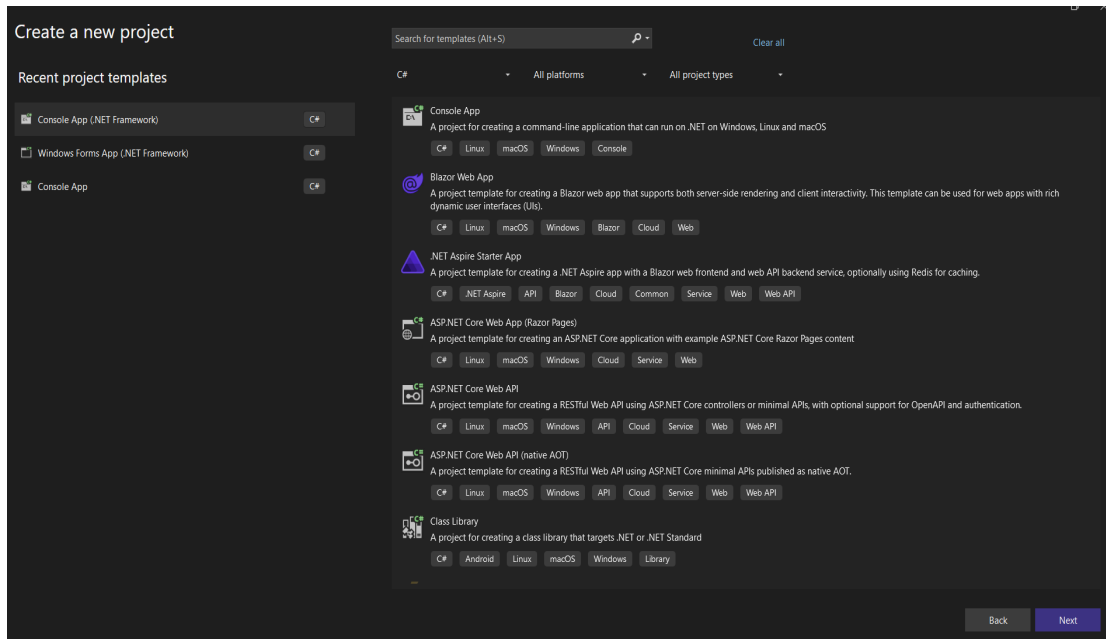 Create a new project
Recent project templates
Console App (.NET Framework) C#
Windows Forms App (.NET Framework) C#
Console App C#
Search for templates (Alt+S)
Clear all
C# All platforms All project types
Console App
A project for creating a command-line application that can run on .NET on Windows, Linux and macOS
C# Linux macOS Windows Console
Blazor Web App
A project template for creating a Blazor web app that supports both server-side rendering and client interactivity. This template can be used for web apps with rich
dynamic user interfaces (UIs).
C# Linux macOS Windows Blazor Cloud Web
.NET Aspire Starter App
A project template for creating a .NET Aspire app with a Blazor web frontend and web API backend service, optionally using Redis for caching.
C# .NET Aspire API Blazor Cloud Common Service Web Web API
ASP.NET Core Web App (Razor Pages)
A project template for creating an ASP.NET Core application with example ASP.NET Core Razor Pages content
C# Linux macOS Windows Cloud Service Web
ASP.NET Core Web API
A project template for creating a RESTful Web API using ASP.NET Core controllers or minimal APIs, with optional support for OpenAPI and authentication.
C# Linux macOS Windows API Cloud Service Web Web API
ASP.NET Core Web API (native AOT)
A project template for creating a RESTful Web API using ASP.NET Core minimal APIs published as native AOT.
C# Linux macOS Windows API Cloud Service Web Web API
Class Library
A project for creating a class library that targets .NET or .NET Standard
C# Android Linux macOS Windows Library
Back Next